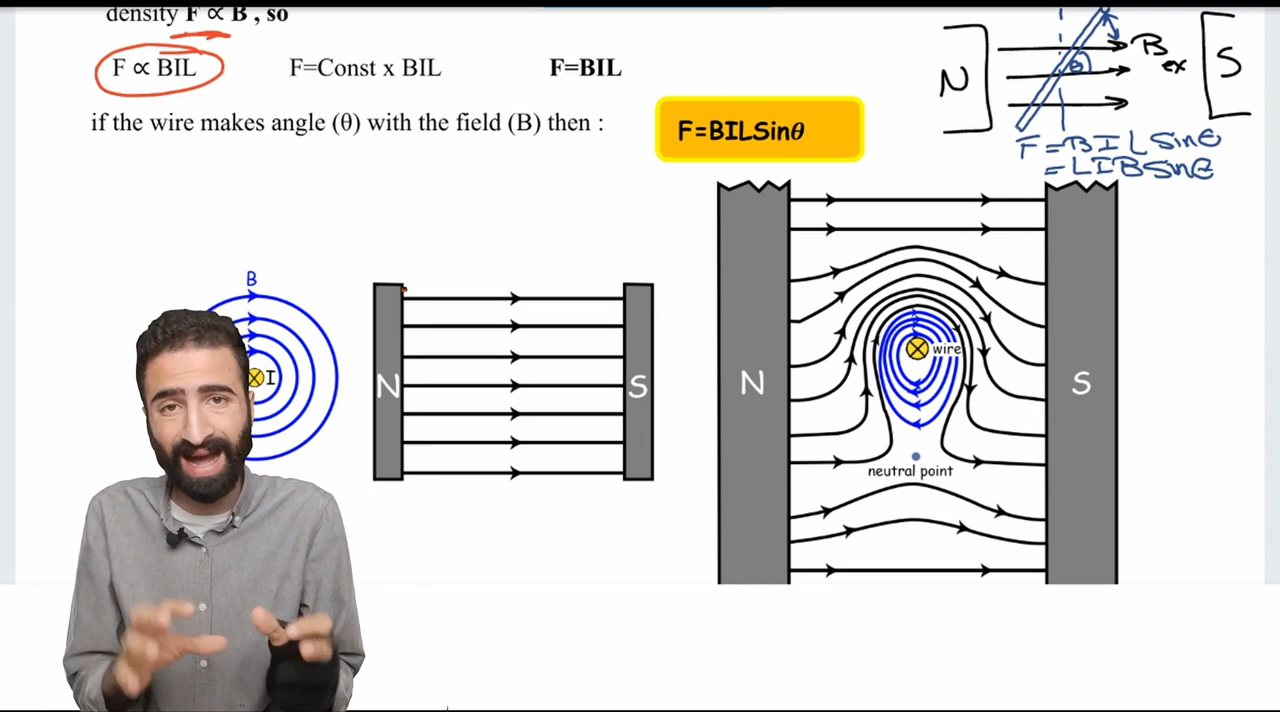 density F ∝ B , so
F ∝ BIL F=Const x BIL F=BIL
if the wire makes angle (θ) with the field (B) then :
F=BILSinθ
N B ex S
θ
F=BILSinθ
=LIBSinθ
B
I
N S
N wire S
neutral point